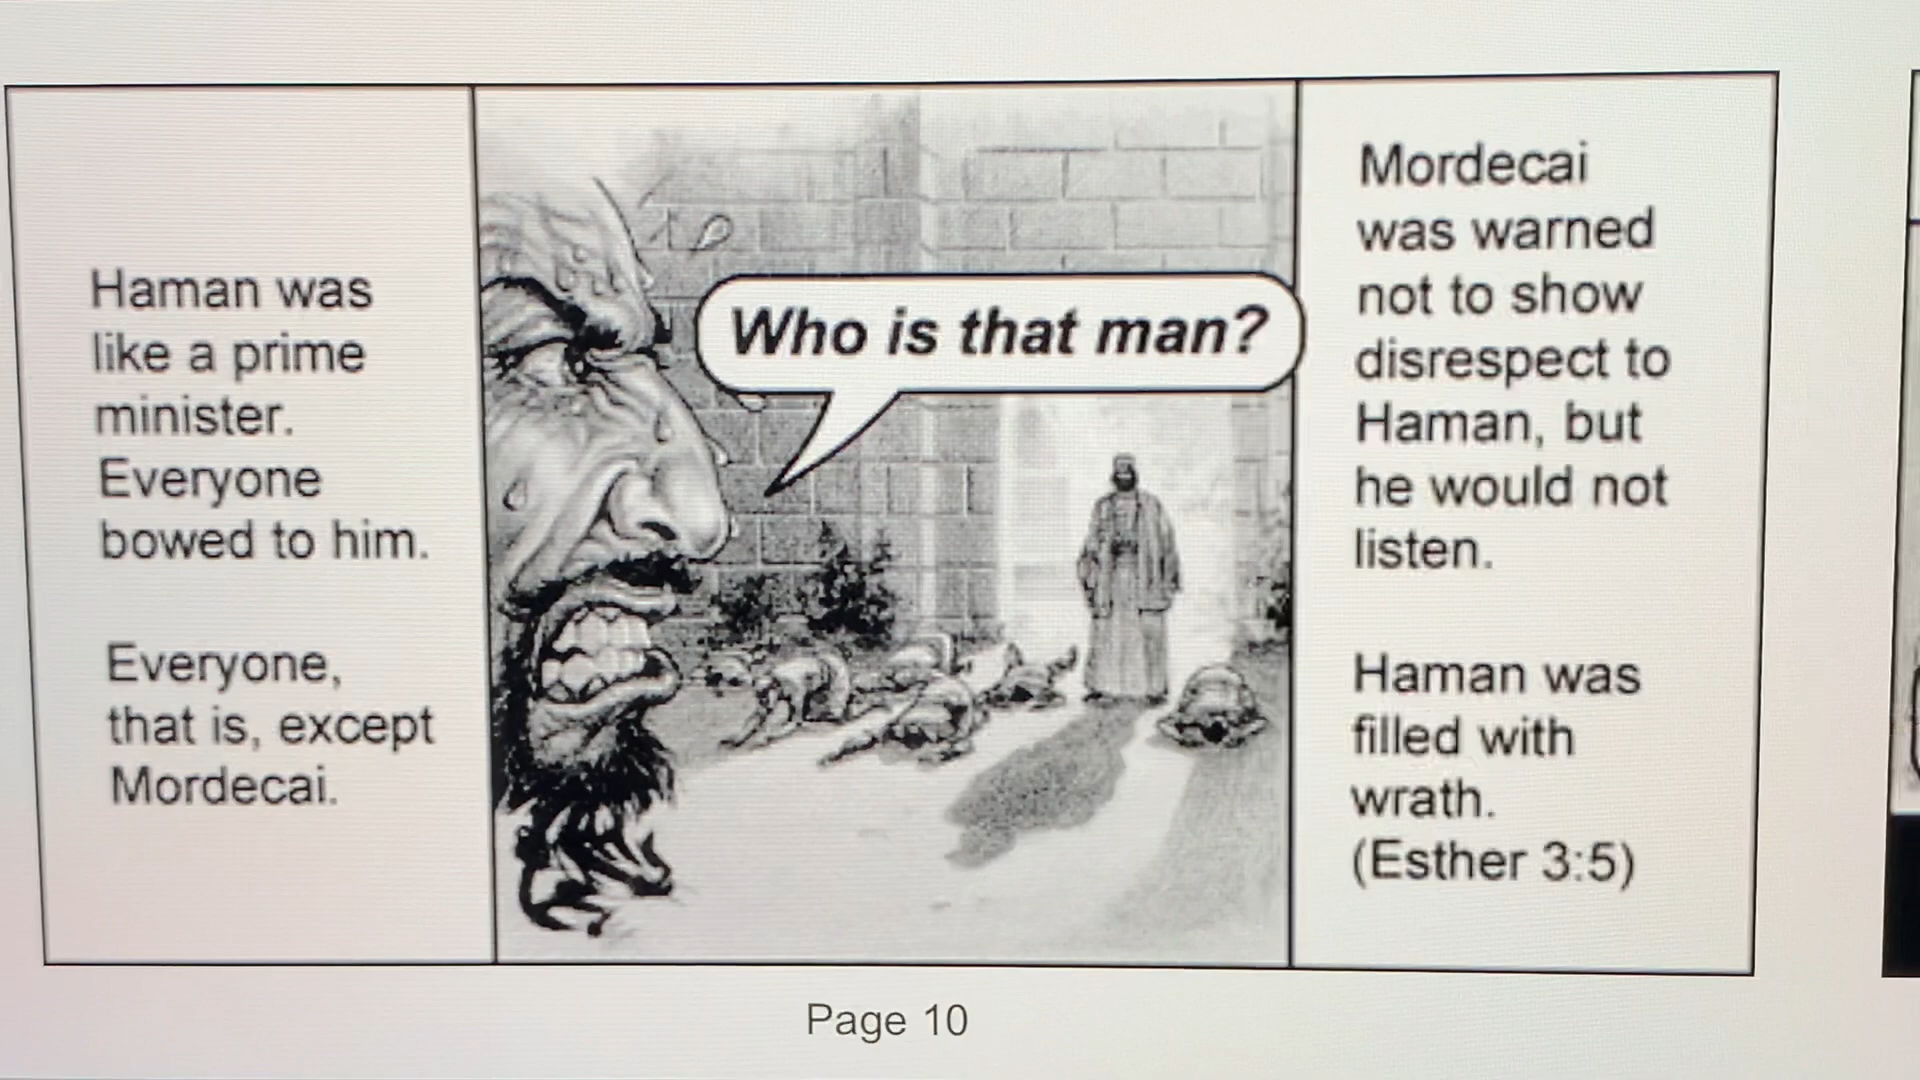 Haman was
like a prime
minister.
Everyone
bowed to him.
Everyone,
that is, except
Mordecai.
Who is that man?
Mordecai
was warned
not to show
disrespect to
Haman, but
he would not
listen.
Haman was
filled with
wrath.
(Esther 3:5)
Page 10